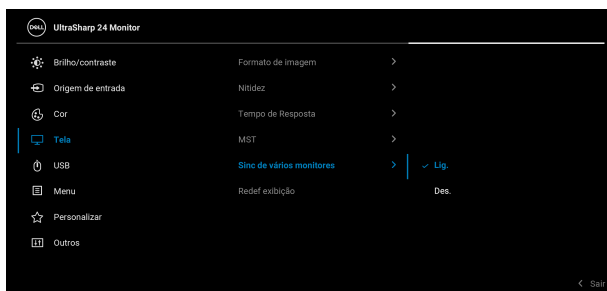 DELL UltraSharp 24 Monitor
Brilho/contraste Formato de imagem
Origem de entrada Nitidez
Cor Tempo de Resposta
Tela MST
USB Sinc de vários monitores Lig.
Menu Redef exibição Des.
Personalizar
Outros
Sair